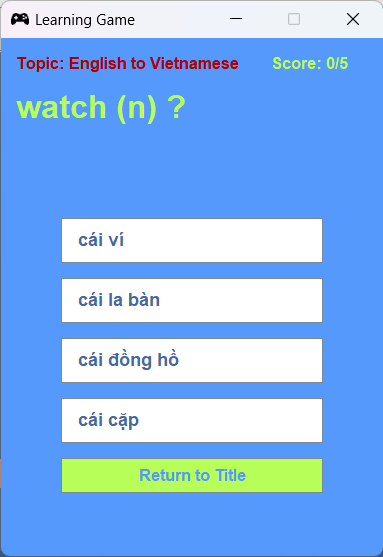 Learning Game
Topic: English to Vietnamese Score: 0/5
watch (n) ?
cái ví
cái la bàn
cái đồng hồ
cái cặp
Return to Title